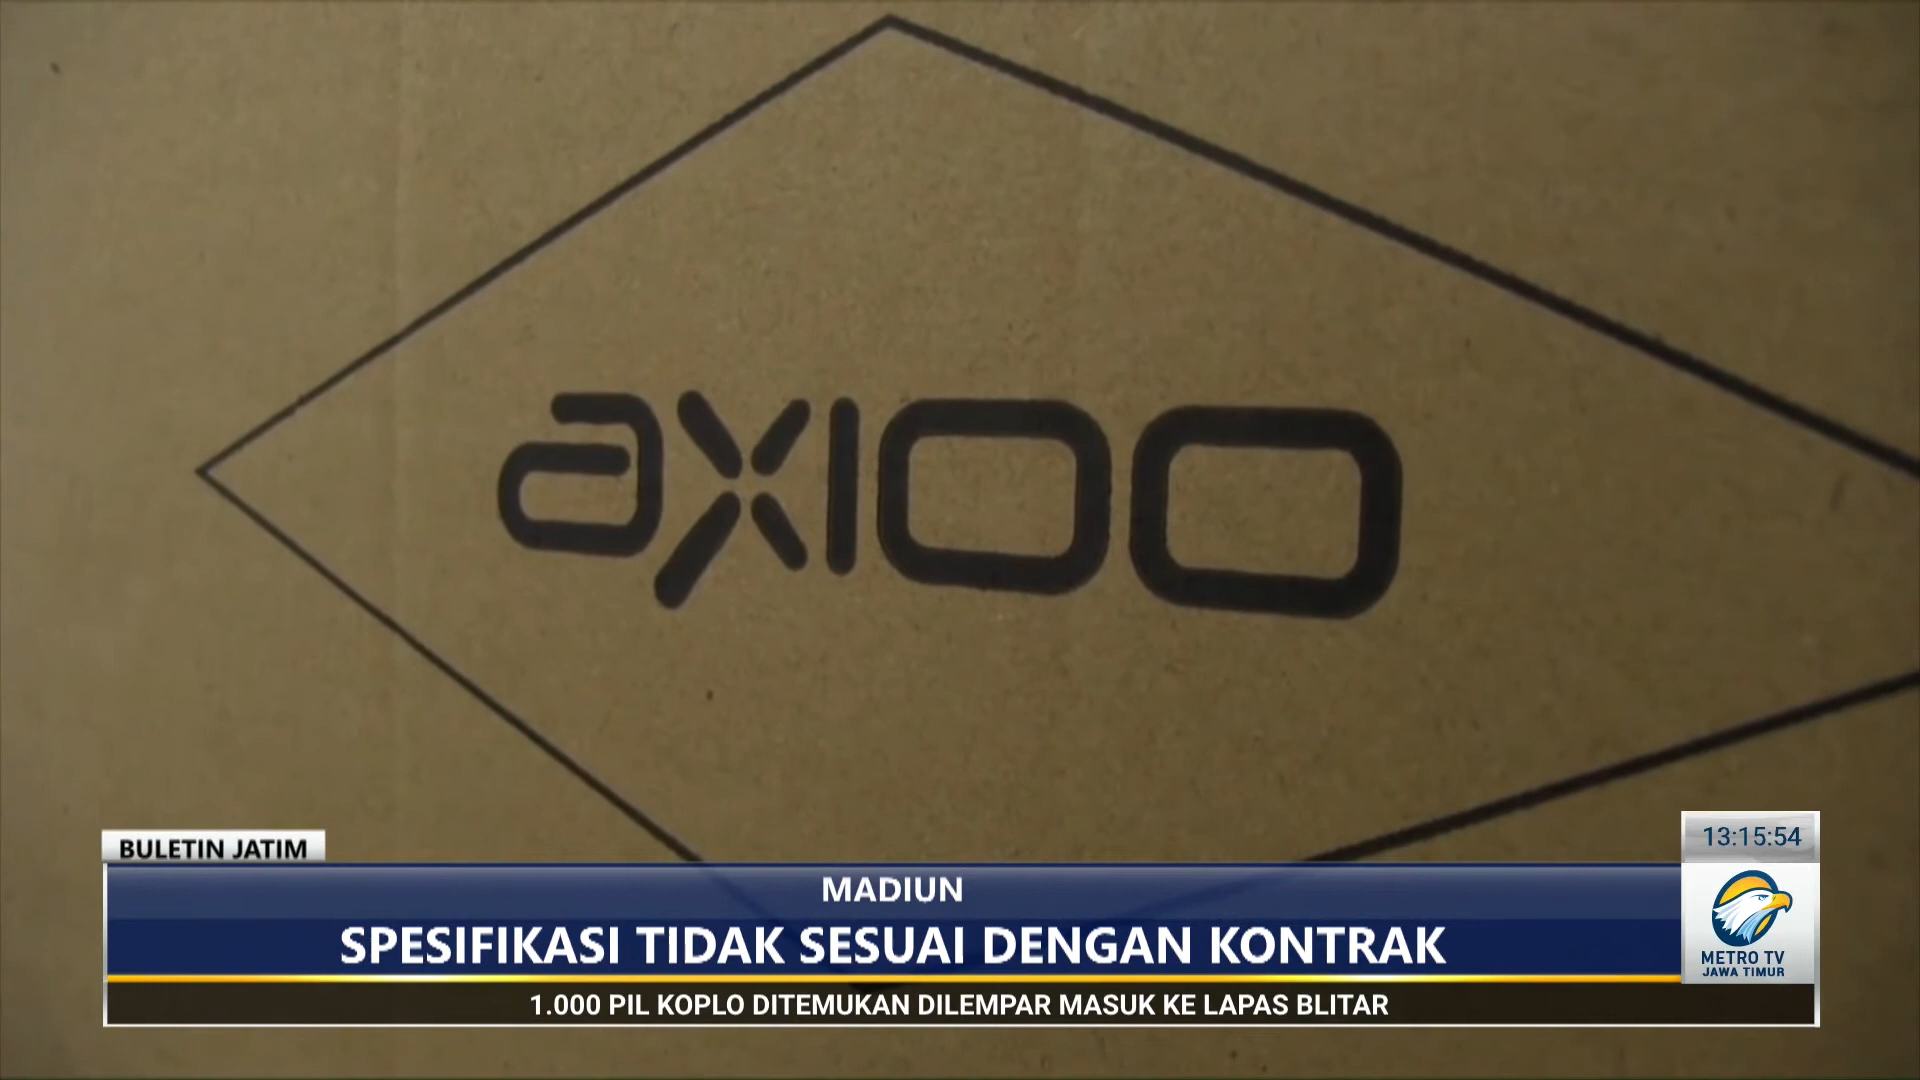 axioo
BULETIN JATIM
13:15:54
MADIUN
SPESIFIKASI TIDAK SESUAI DENGAN KONTRAK
METRO TV
JAWA TIMUR
1.000 PIL KOPLO DITEMUKAN DILEMPAR MASUK KE LAPAS BLITAR